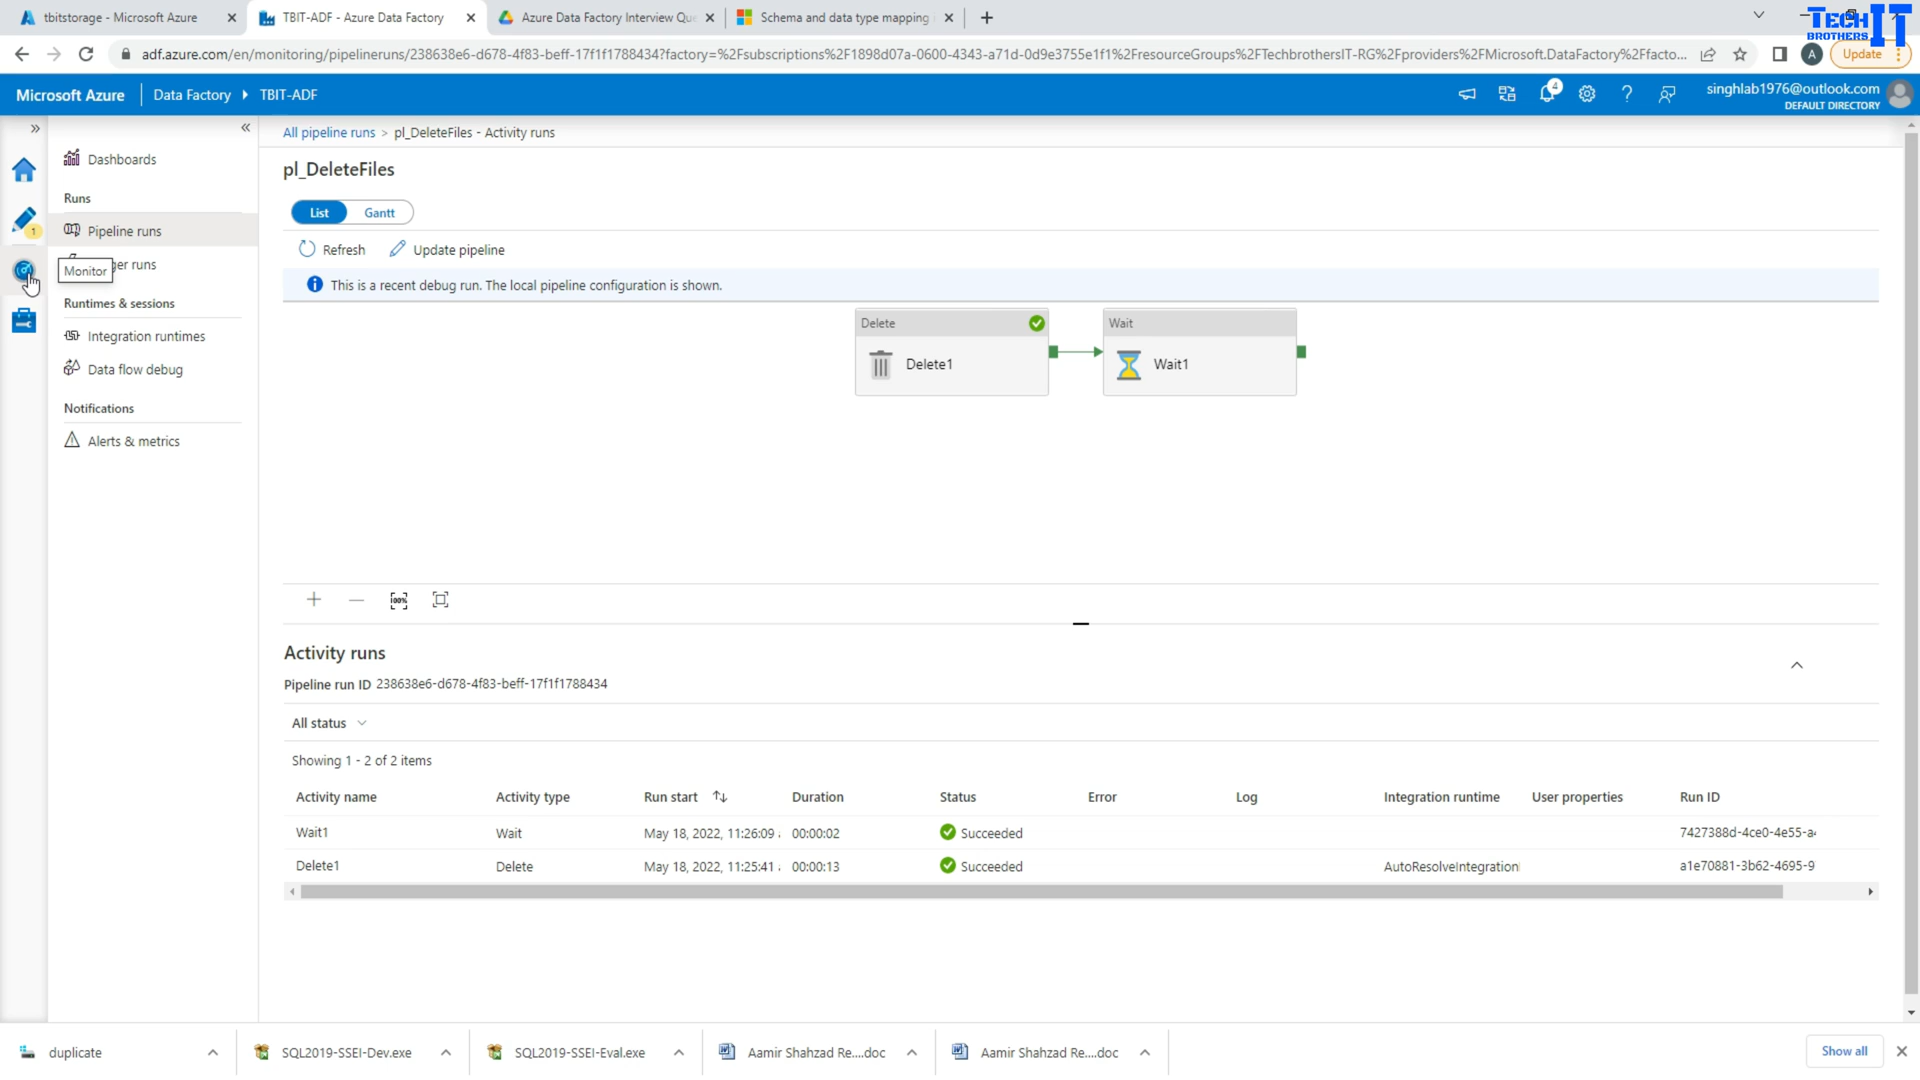 tbitstorage - Microsoft Azure
TBIT-ADF - Azure Data Factory
Azure Data Factory Interview Que
Schema and data type mapping
TECH IT
BROTHERS
adf.azure.com/en/monitoring/pipelineruns/238638e6-d678-4f83-beff-17f1f1788434?factory=%2Fsubscriptions%2F1898d07a-0600-4343-a71d-0d9e3755e1f1%2FresourceGroups%2FTechbrothersIT-RG%2Fproviders%2FMicrosoft.DataFactory%2Ffacto...
A
Update
Microsoft Azure
Data Factory
TBIT-ADF
4
singhlab1976@outlook.com
DEFAULT DIRECTORY
Dashboards
Runs
Pipeline runs
1
ger runs
Monitor
Runtimes & sessions
Integration runtimes
Data flow debug
Notifications
Alerts & metrics
All pipeline runs > pl_DeleteFiles - Activity runs
pl_DeleteFiles
List
Gantt
Refresh
Update pipeline
This is a recent debug run. The local pipeline configuration is shown.
Delete
Delete1
Wait
Wait1
100%
Activity runs
Pipeline run ID 238638e6-d678-4f83-beff-17f1f1788434
All status
Showing 1 - 2 of 2 items
Activity name Activity type Run start Duration Status Error Log Integration runtime User properties Run ID
Wait1 Wait May 18, 2022, 11:26:09 00:00:02 Succeeded 7427388d-4ce0-4e55-a
Delete1 Delete May 18, 2022, 11:25:41 00:00:13 Succeeded AutoResolveIntegration a1e70881-3b62-4695-9
duplicate
SQL2019-SSEI-Dev.exe
SQL2019-SSEI-Eval.exe
Aamir Shahzad Re....doc
Aamir Shahzad Re....doc
Show all